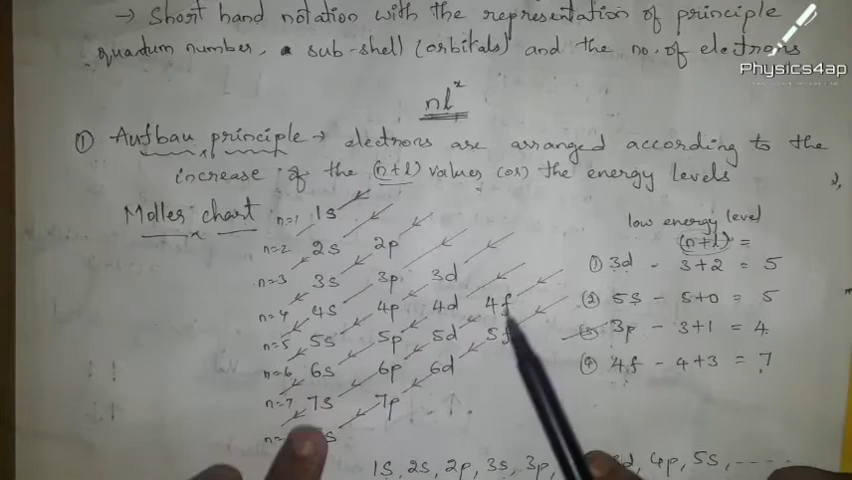 → Short hand notation with the representation of principle
quantum number, sub-shell (orbitals) and the no. of electrons
Physics4ap
nl^x
① Aufbau principle → electrons are arranged according to the
increase of the (n+l) values (or) the energy levels
Moller chart
n=1 1s
n=2 2s 2p
n=3 3s 3p 3d
n=4 4s 4p 4d 4f
n=5 5s 5p 5d 5f
n=6 6s 6p 6d
n=7 7s 7p
low energy level
(n+l) =
① 3d - 3+2 = 5
② 5s - 5+0 = 5
③ 3p - 3+1 = 4
④ 4f - 4+3 = 7
1s, 2s, 2p, 3s, 3p, 4p, 5s, -----